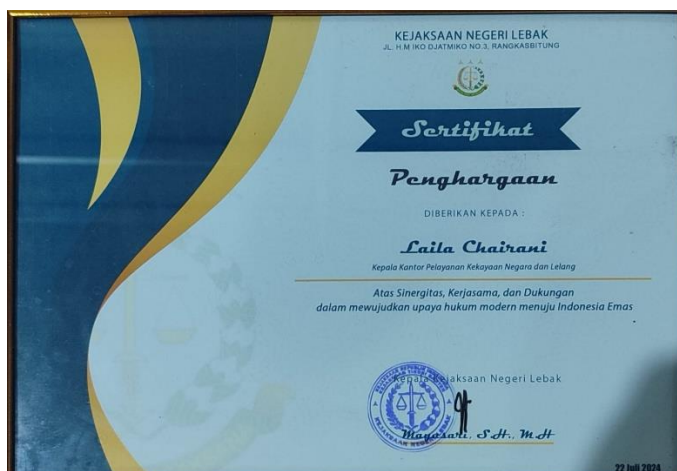 KEJAKSAAN NEGERI LEBAK
JL. H.M IKO DJATMIKO NO.3, RANGKASBITUNG
Sertifikat
Penghargaan
DIBERIKAN KEPADA :
Laila Chairani
Kepala Kantor Pelayanan Kekayaan Negara dan Lelang
Atas Sinergitas, Kerjasama, dan Dukungan
dalam mewujudkan upaya hukum modern menuju Indonesia Emas
Kepala Kejaksaan Negeri Lebak
Mayasari, S.H., M.H
22 Juli 2024